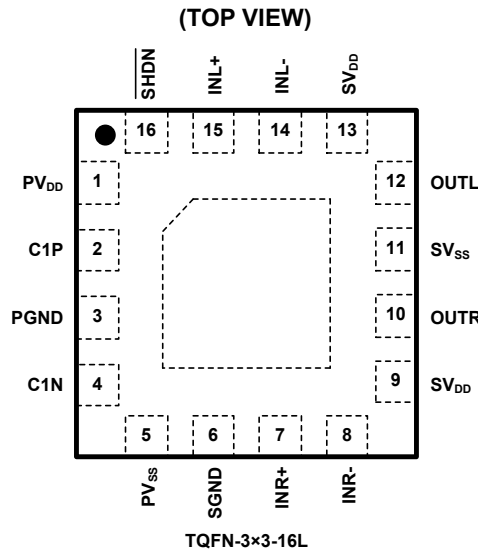 (TOP VIEW)
SHDN
INL+
INL-
SVDD
16
15
14
13
PVDD
1
12
OUTL
C1P
2
11
SVSS
PGND
3
10
OUTR
C1N
4
9
SVDD
5
6
7
8
PVSS
SGND
INR+
INR-
TQFN-3×3-16L